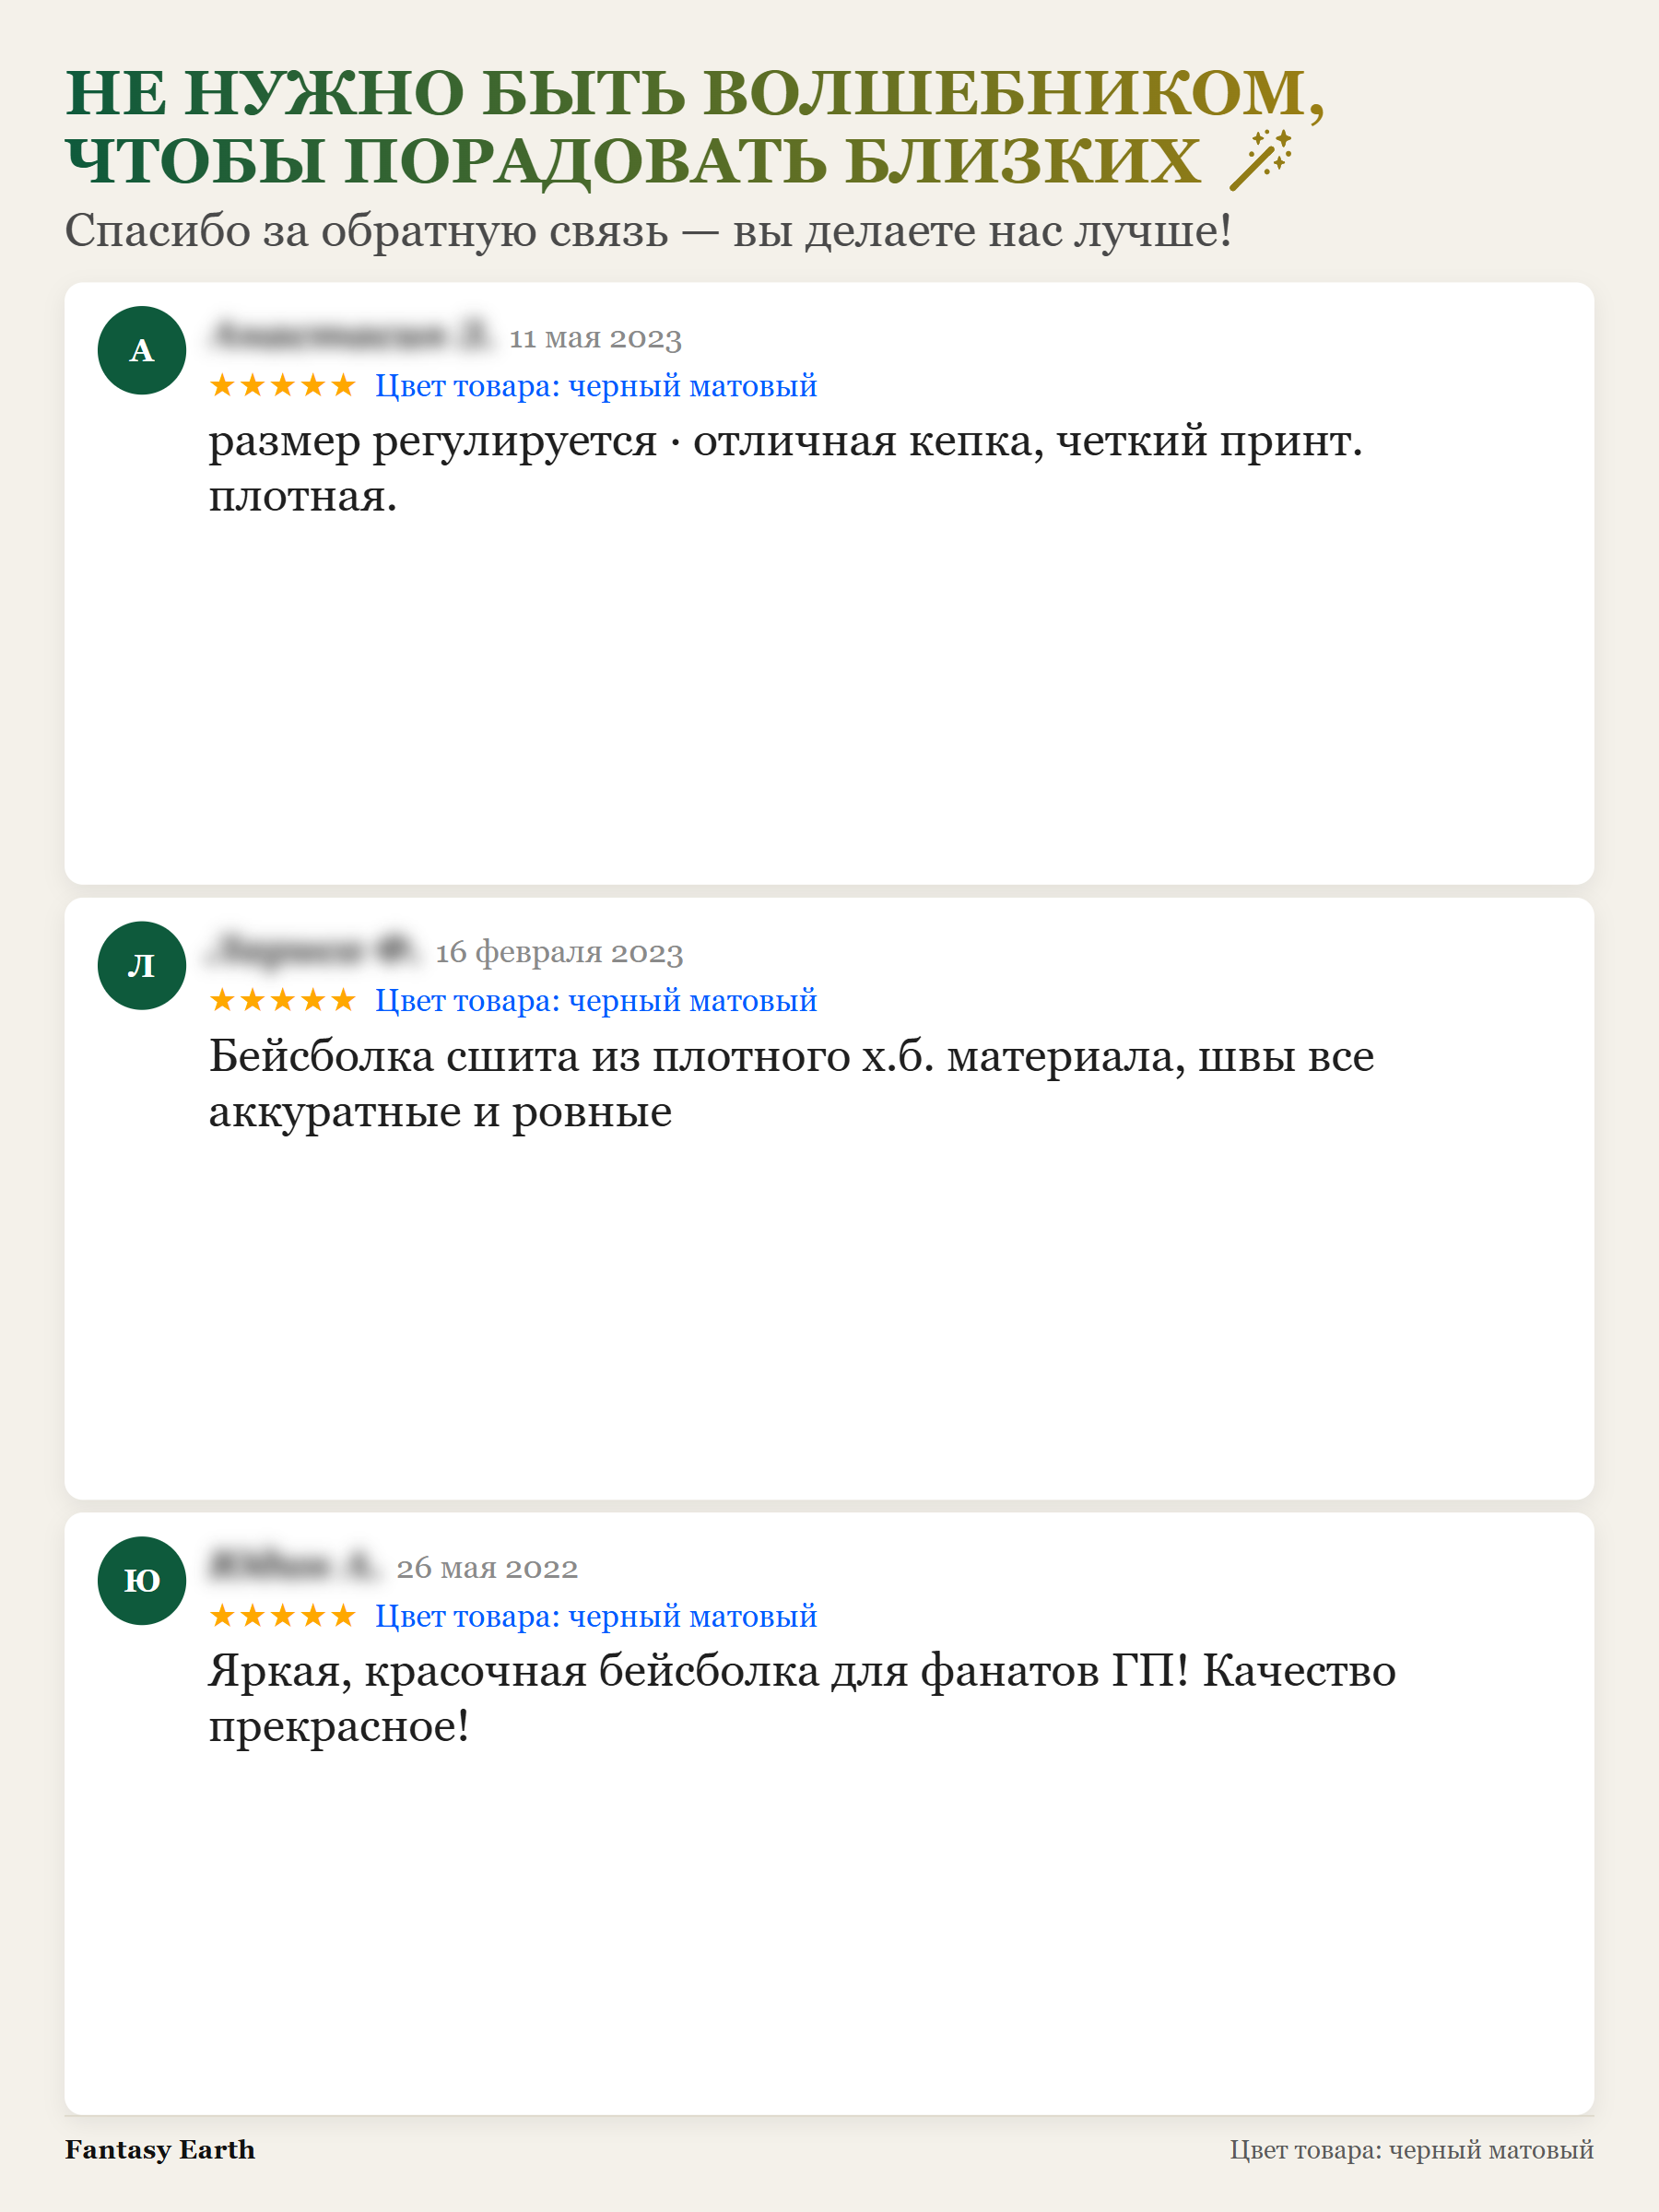 НЕ НУЖНО БЫТЬ ВОЛШЕБНИКОМ,
ЧТОБЫ ПОРАДОВАТЬ БЛИЗКИХ
Спасибо за обратную связь — вы делаете нас лучше!
А
11 мая 2023
★★★★★ Цвет товара: черный матовый
размер регулируется · отличная кепка, четкий принт.
плотная.
Л
16 февраля 2023
★★★★★ Цвет товара: черный матовый
Бейсболка сшита из плотного х.б. материала, швы все
аккуратные и ровные
Ю
26 мая 2022
★★★★★ Цвет товара: черный матовый
Яркая, красочная бейсболка для фанатов ГП! Качество
прекрасное!
Fantasy Earth
Цвет товара: черный матовый